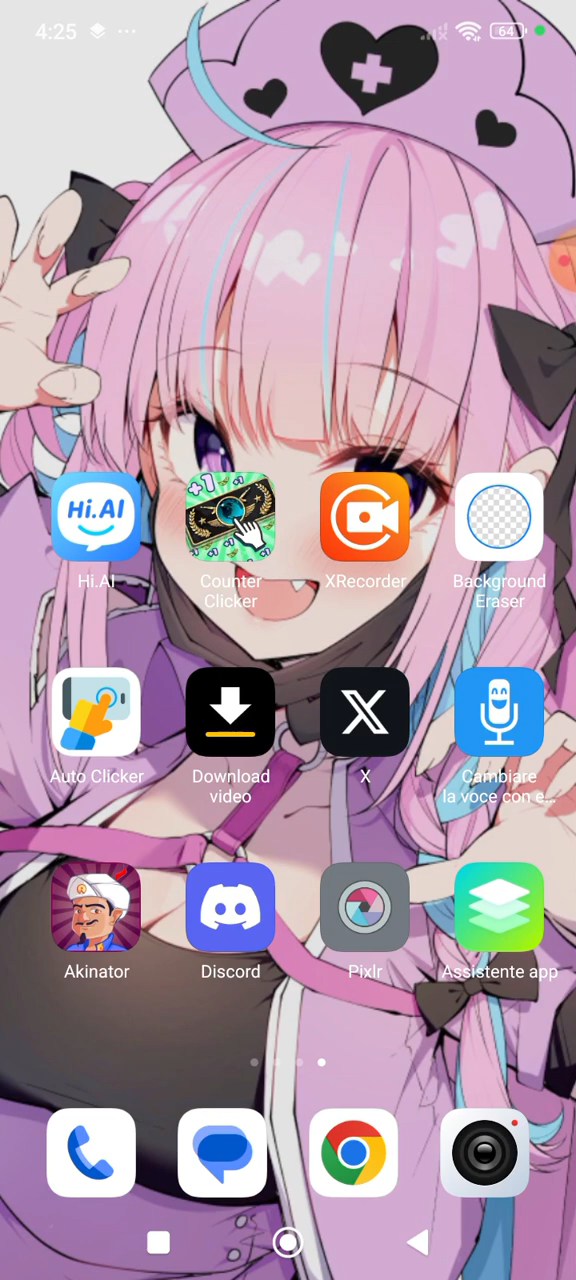 4:25
64
Hi.AI
+1
Hi.AI
Counter
Clicker
XRecorder
Background
Eraser
Auto Clicker
Download
video
X
Cambiare
la voce con e...
Akinator
Discord
Pixlr
Assistente app